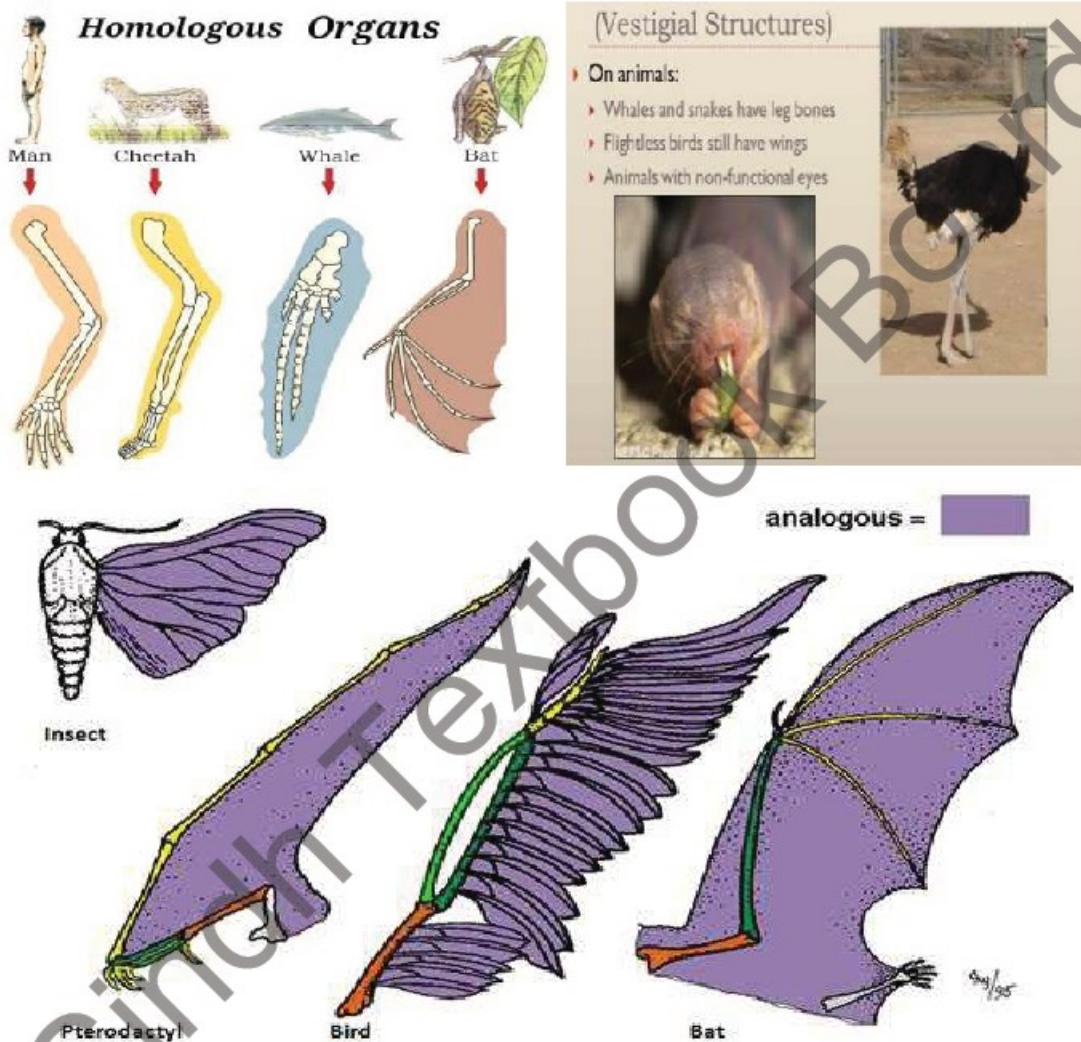 Homologous Organs
Man
Cheetah
Whale
Bat
(Vestigial Structures)
On animals:
Whales and snakes have leg bones
Flightless birds still have wings
Animals with non-functional eyes
analogous =
Insect
Pterodactyl
Bird
Bat
Sindh Textbook Board